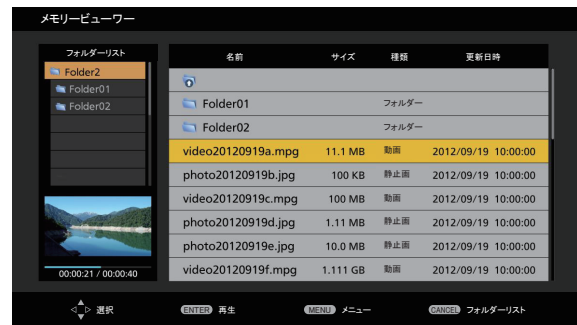 メモリービューワー
フォルダーリスト
Folder2
Folder01
Folder02
00:00:21 / 00:00:40
名前 サイズ 種類 更新日時
Folder01 フォルダー
Folder02 フォルダー
video20120919a.mpg 11.1 MB 動画 2012/09/19 10:00:00
photo20120919b.jpg 100 KB 静止画 2012/09/19 10:00:00
video20120919c.mpg 100 MB 動画 2012/09/19 10:00:00
photo20120919d.jpg 1.11 MB 静止画 2012/09/19 10:00:00
photo20120919e.jpg 10.0 MB 静止画 2012/09/19 10:00:00
video20120919f.mpg 1.111 GB 動画 2012/09/19 10:00:00
選択 ENTER 再生 MENU メニュー CANCEL フォルダーリスト